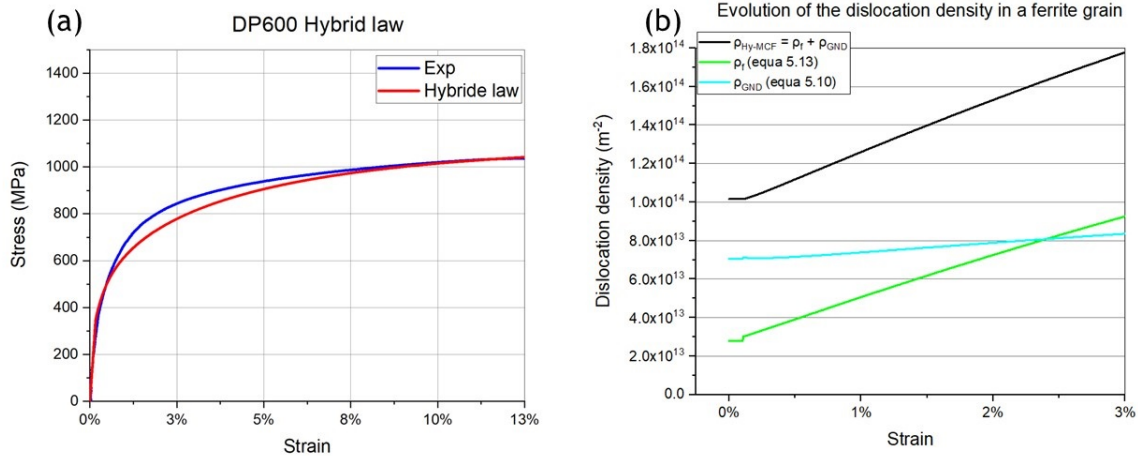 (a)
DP600 Hybrid law
Exp
Hybride law
1400
1200
1000
800
600
400
200
0
0% 3% 5% 8% 10% 13%
Stress (MPa)
Strain
(b)
Evolution of the dislocation density in a ferrite grain
ρHy-MCF = ρf + ρGND
ρf (equa 5.13)
ρGND (equa 5.10)
1.8x10¹⁴
1.6x10¹⁴
1.4x10¹⁴
1.2x10¹⁴
1.0x10¹⁴
8.0x10¹³
6.0x10¹³
4.0x10¹³
2.0x10¹³
0.0
0% 1% 2% 3%
Dislocation density (m⁻²)
Strain